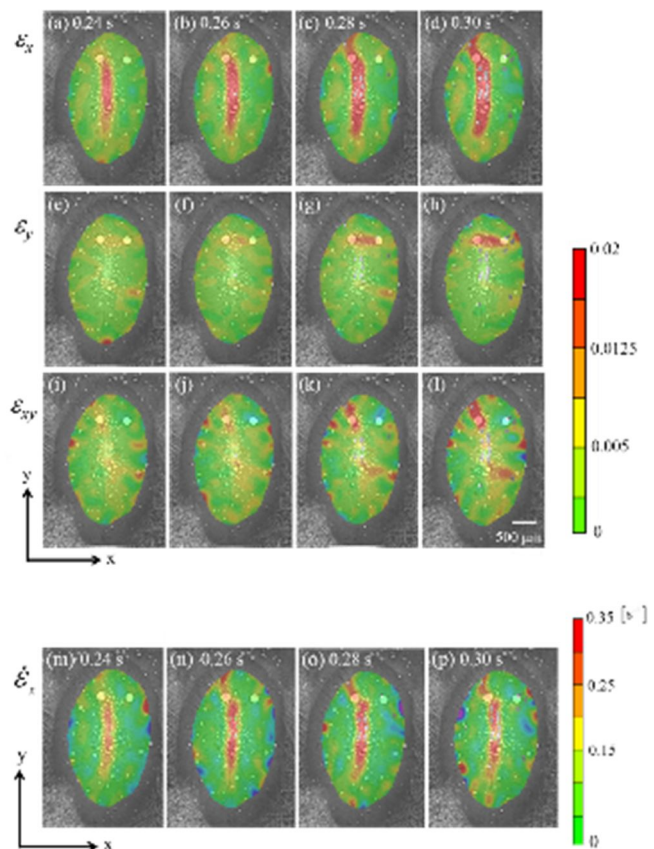 (a) 0.24 s (b) 0.26 s (c) 0.28 s (d) 0.30 s
εx
(e) (f) (g) (h)
εy
0.02
0.0125
(i) (j) (k) (l)
εxy
0.005
y
500 μm
0
x
0.35
(m) 0.24 s (n) 0.26 s (o) 0.28 s (p) 0.30 s
ε̇x
0.25
0.15
y
0
x